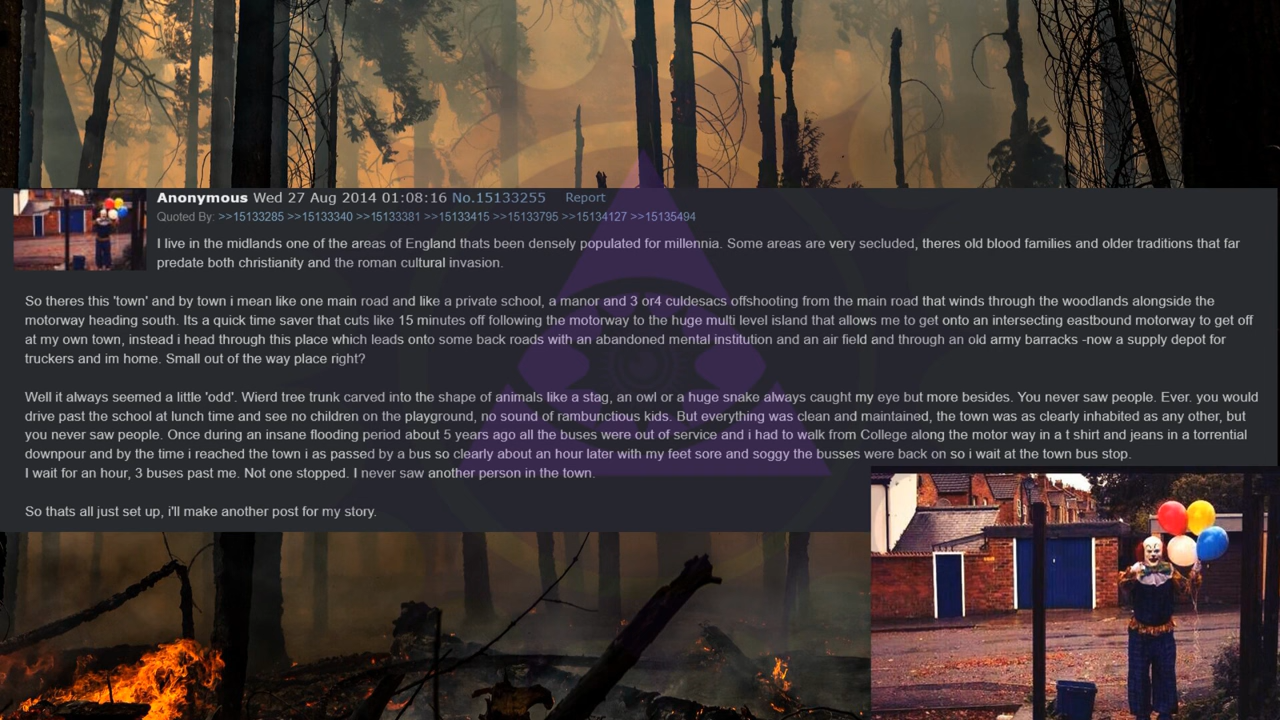 Anonymous Wed 27 Aug 2014 01:08:16 No.15133255 Report
Quoted By: >>15133285 >>15133340 >>15133381 >>15133415 >>15133795 >>15134127 >>15135494
I live in the midlands one of the areas of England thats been densely populated for millennia. Some areas are very secluded, theres old blood families and older traditions that far
predate both christianity and the roman cultural invasion.
So theres this 'town' and by town i mean like one main road and like a private school, a manor and 3 or4 culdesacs offshooting from the main road that winds through the woodlands alongside the
motorway heading south. Its a quick time saver that cuts like 15 minutes off following the motorway to the huge multi level island that allows me to get onto an intersecting eastbound motorway to get off
at my own town, instead i head through this place which leads onto some back roads with an abandoned mental institution and an air field and through an old army barracks -now a supply depot for
truckers and im home. Small out of the way place right?
Well it always seemed a little 'odd'. Wierd tree trunk carved into the shape of animals like a stag, an owl or a huge snake always caught my eye but more besides. You never saw people. Ever. you would
drive past the school at lunch time and see no children on the playground, no sound of rambunctious kids. But everything was clean and maintained, the town was as clearly inhabited as any other, but
you never saw people. Once during an insane flooding period about 5 years ago all the buses were out of service and i had to walk from College along the motor way in a t shirt and jeans in a torrential
downpour and by the time i reached the town i as passed by a bus so clearly about an hour later with my feet sore and soggy the busses were back on so i wait at the town bus stop.
I wait for an hour, 3 buses past me. Not one stopped. I never saw another person in the town.
So thats all just set up, i'll make another post for my story.